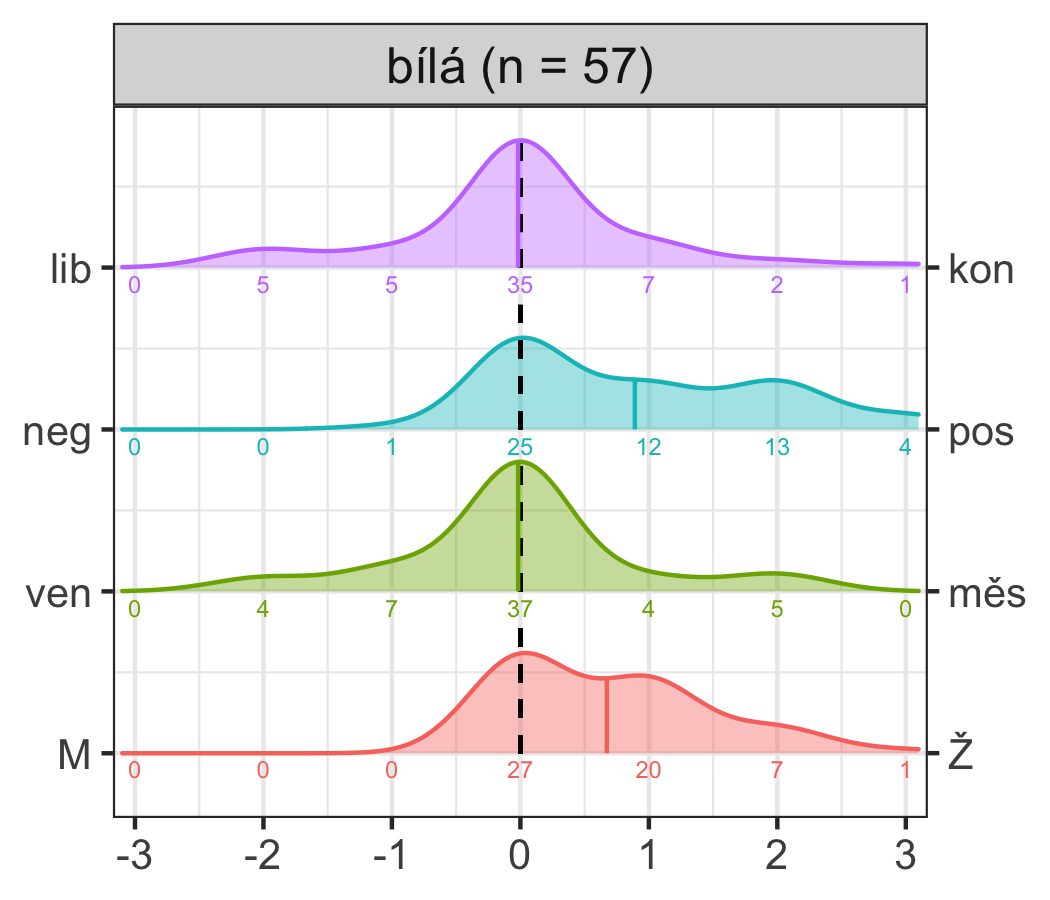 bílá (n = 57)
lib kon
0 5 5 35 7 2 1
neg pos
0 0 1 25 12 13 4
ven měs
0 4 7 37 4 5 0
M Ž
0 0 0 27 20 7 1
-3 -2 -1 0 1 2 3